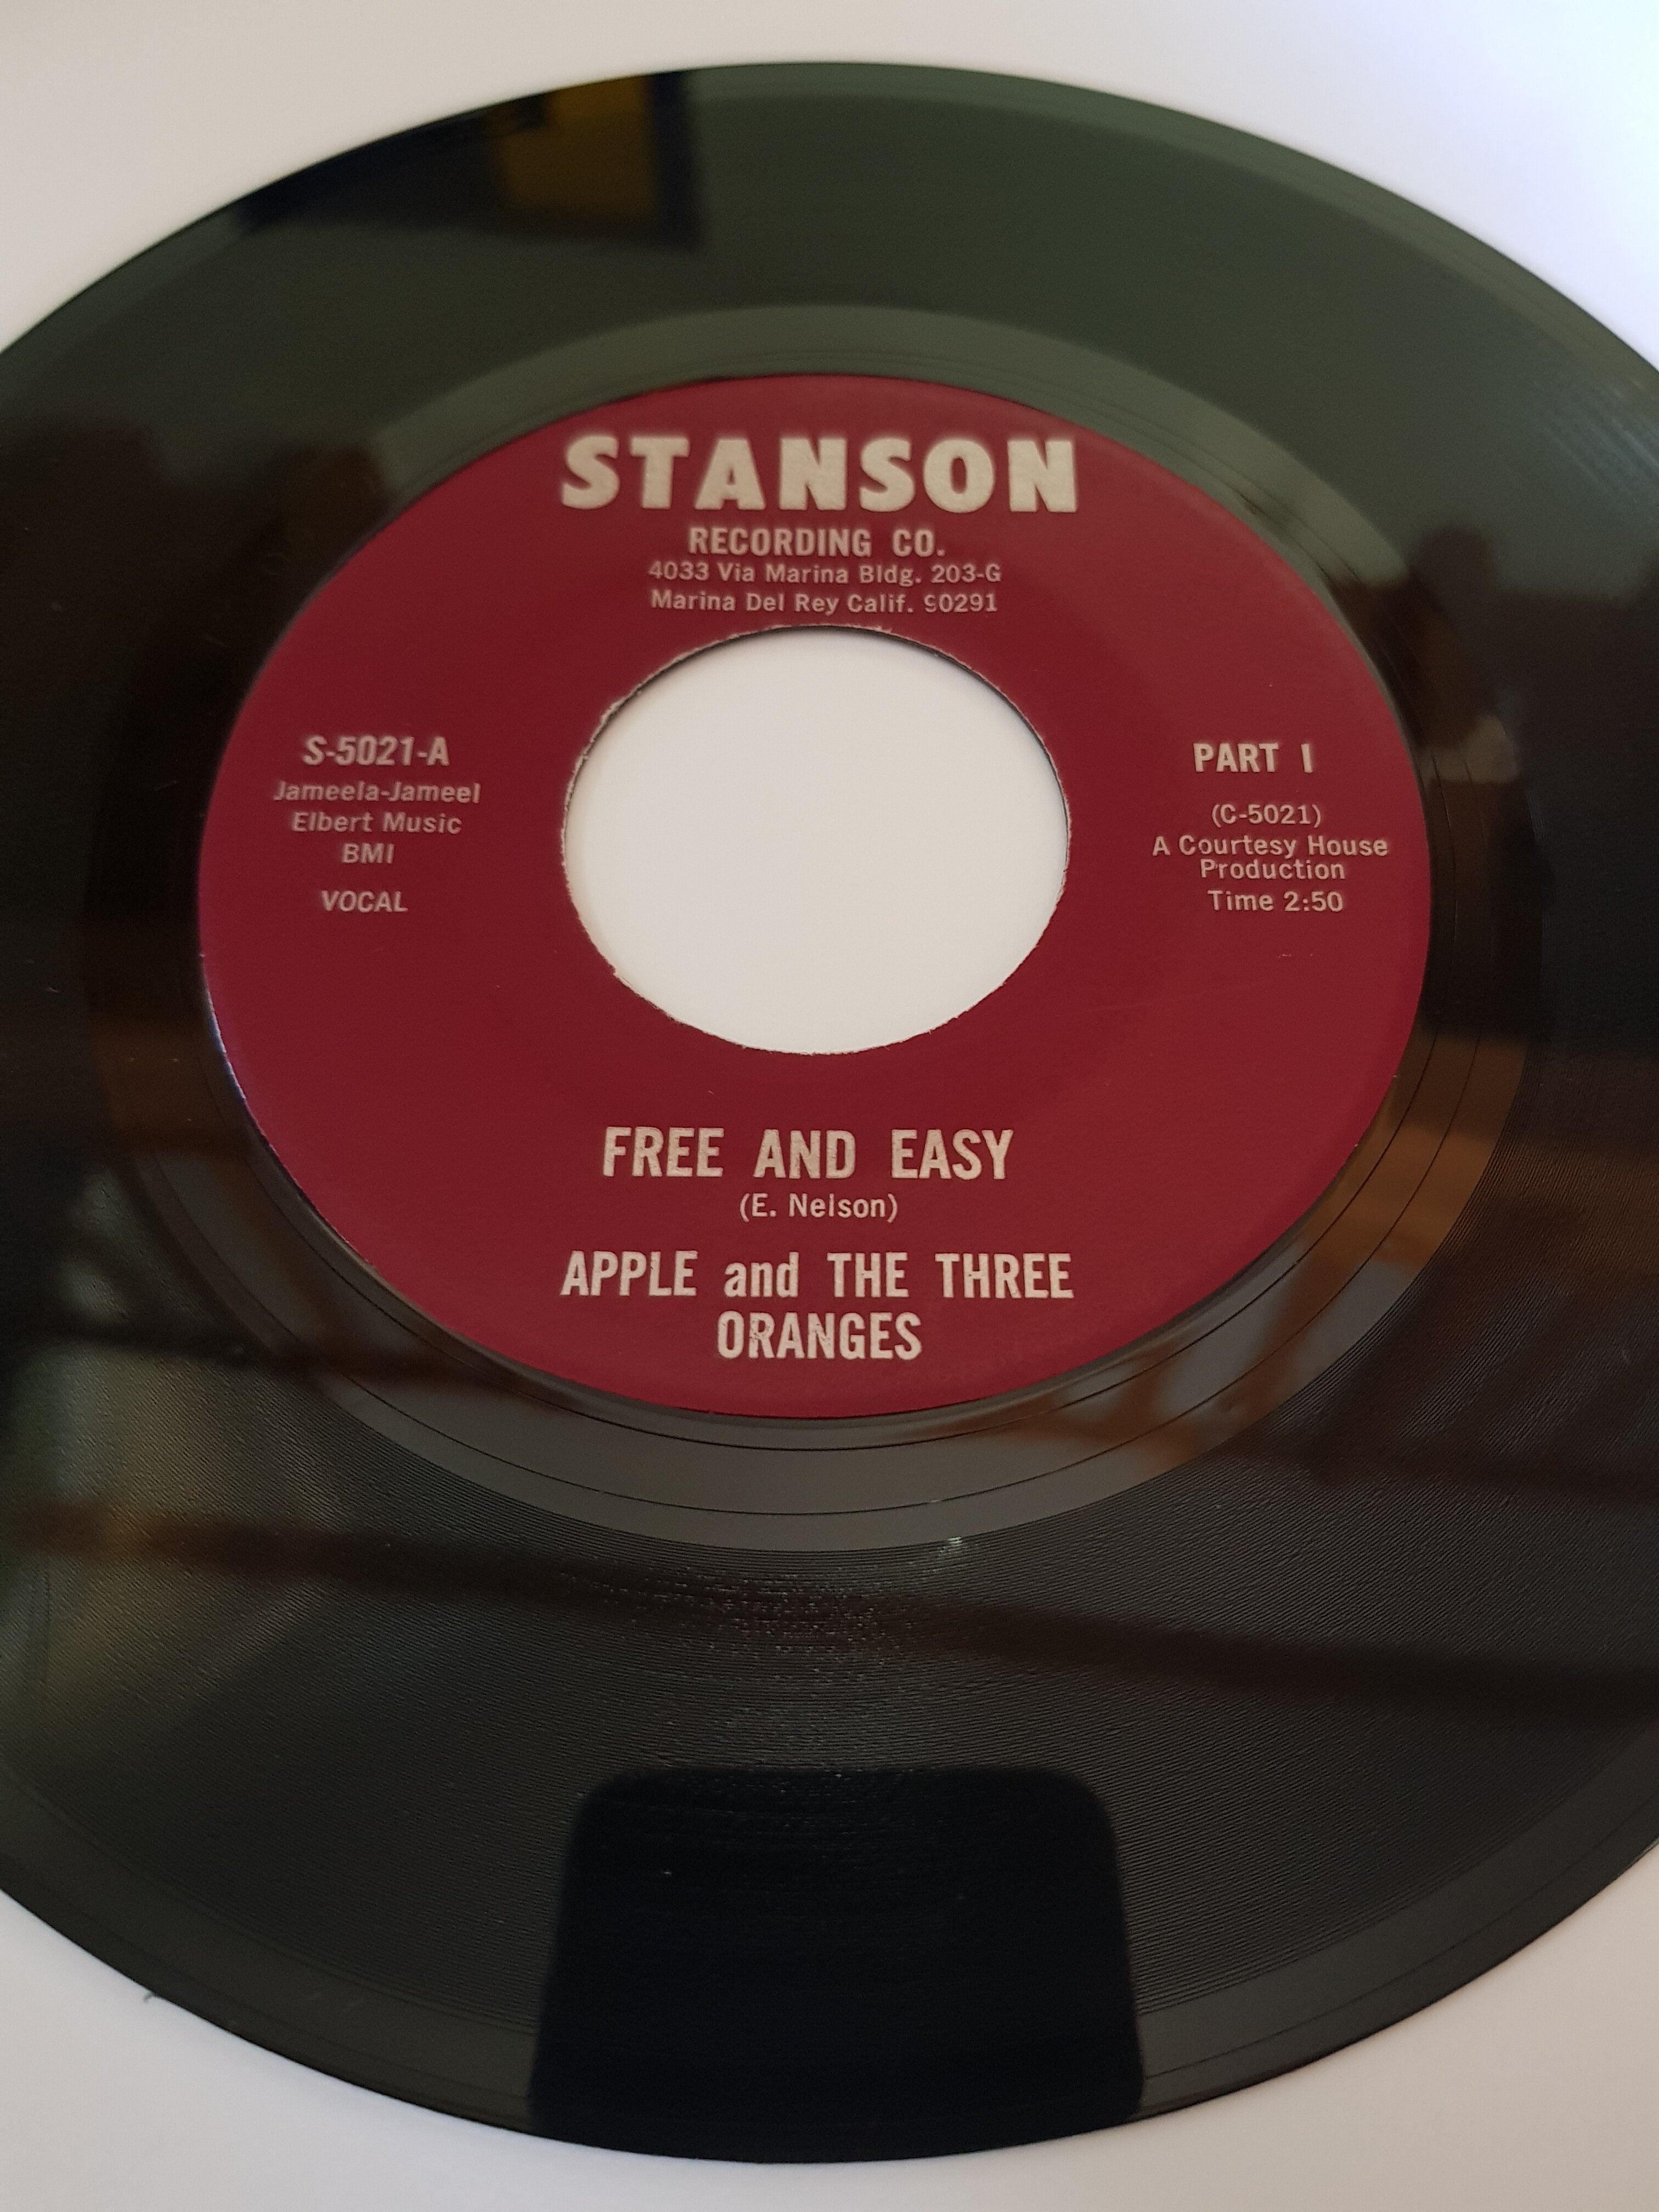 STANSON
RECORDING CO.
4033 Via Marina Bldg. 203-G
Marina Del Rey Calif. 90291
S-5021-A
Jameela-Jameel
Elbert Music
BMI
VOCAL
PART I
(C-5021)
A Courtesy House
Production
Time 2:50
FREE AND EASY
(E. Nelson)
APPLE and THE THREE
ORANGES